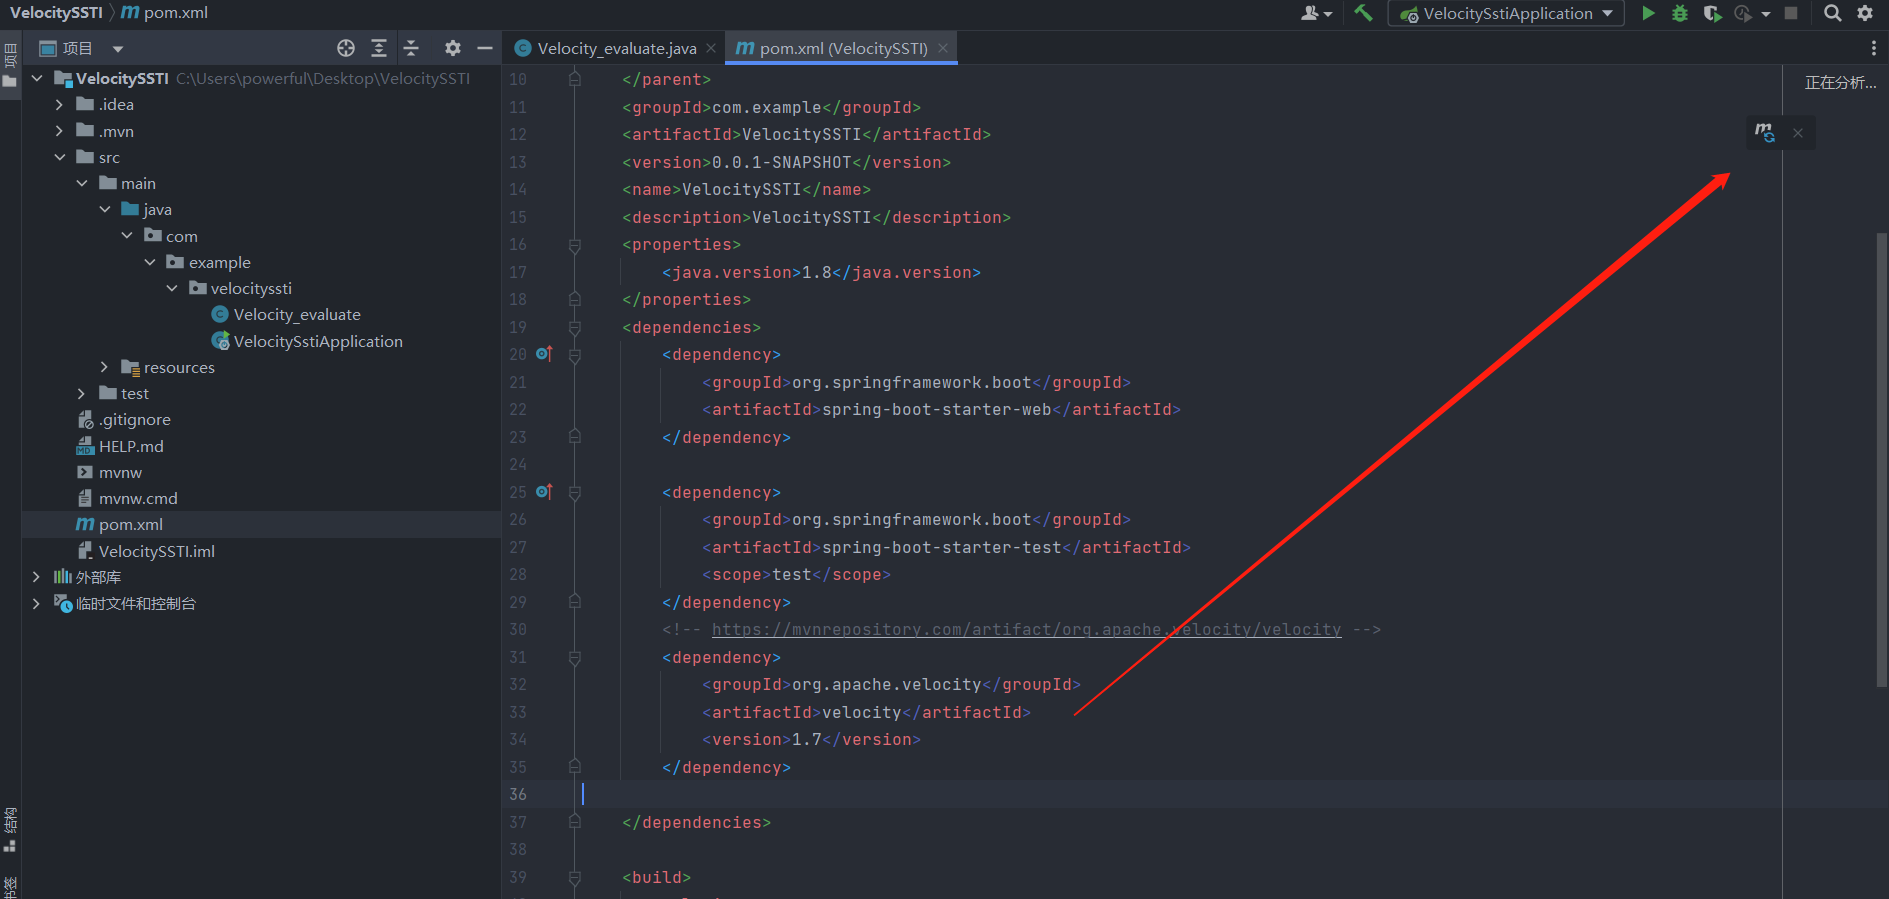 VelocitySSTI pom.xml
VelocitySstiApplication
项目
项目
Velocity_evaluate.java
pom.xml (VelocitySSTI)
VelocitySSTI C:\Users\powerful\Desktop\VelocitySSTI
.idea
.mvn
src
main
java
com
example
velocityssti
Velocity_evaluate
VelocitySstiApplication
resources
test
.gitignore
HELP.md
mvnw
mvnw.cmd
pom.xml
VelocitySSTI.iml
外部库
临时文件和控制台
结构
书签
正在分析...
10 </parent>
11 <groupId>com.example</groupId>
12 <artifactId>VelocitySSTI</artifactId>
13 <version>0.0.1-SNAPSHOT</version>
14 <name>VelocitySSTI</name>
15 <description>VelocitySSTI</description>
16 <properties>
17 <java.version>1.8</java.version>
18 </properties>
19 <dependencies>
20 <dependency>
21 <groupId>org.springframework.boot</groupId>
22 <artifactId>spring-boot-starter-web</artifactId>
23 </dependency>
24
25 <dependency>
26 <groupId>org.springframework.boot</groupId>
27 <artifactId>spring-boot-starter-test</artifactId>
28 <scope>test</scope>
29 </dependency>
30 <!-- https://mvnrepository.com/artifact/org.apache.velocity/velocity -->
31 <dependency>
32 <groupId>org.apache.velocity</groupId>
33 <artifactId>velocity</artifactId>
34 <version>1.7</version>
35 </dependency>
36
37 </dependencies>
38
39 <build>